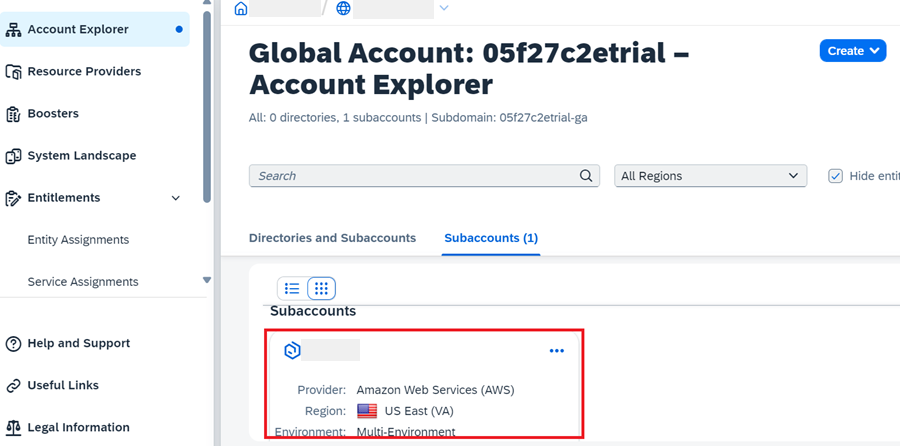 Account Explorer
Resource Providers
Boosters
System Landscape
Entitlements
Entity Assignments
Service Assignments
Help and Support
Useful Links
Legal Information
/
Global Account: 05f27c2etrial –
Account Explorer
Create
All: 0 directories, 1 subaccounts | Subdomain: 05f27c2etrial-ga
Search
All Regions
Hide enti
Directories and Subaccounts
Subaccounts (1)
Subaccounts
Provider: Amazon Web Services (AWS)
Region: US East (VA)
Environment: Multi-Environment